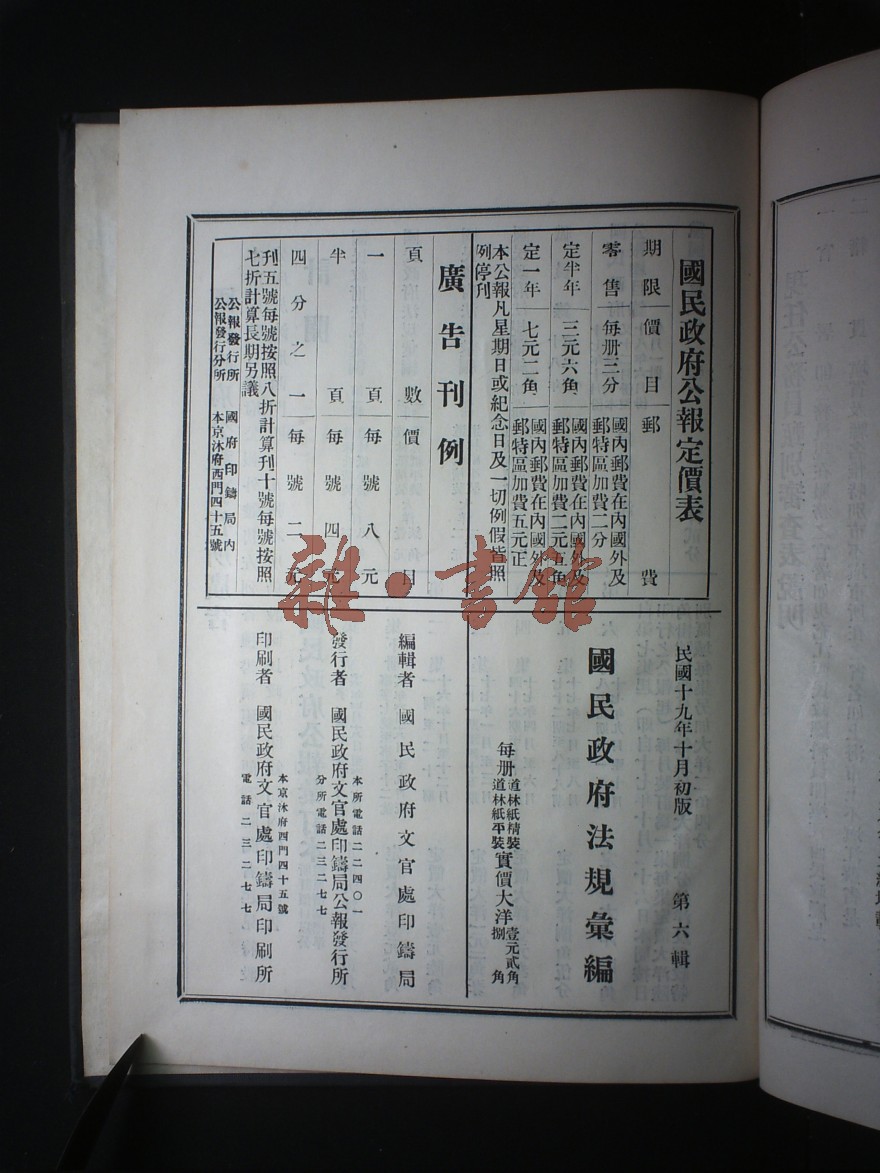 國民政府公報定價表
期限價目郵費
零售每册三分國內郵費在內國外及郵特區加費二分
定半年三元六角國內郵費在內國外及郵特區加費二元五角
定一年七元二角國內郵費在內國外及郵特區加費五元正
本公報凡星期日或紀念日及一切例假皆照
例停刊
廣告刊例
頁數價目
一頁每號八元
半頁每號四元
四分之一每號二元
刊五號每號按照八折計算刊十號每號按照
七折計算長期另議
公報發行所 國府印鑄局內
公報發行分所 本京沐府西門四十五號
民國十九年十月初版 第六輯
國民政府法規彙編
每册道林紙精裝實價大洋壹元貳角
道林紙平裝捌角
編輯者 國民政府文官處印鑄局
發行者 國民政府文官處印鑄局公報發行所
本所電話二二四〇一
分所電話二三二七七
印刷者 國民政府文官處印鑄局印刷所
本京沐府西門四十五號
電話二三二七七
雜·書館